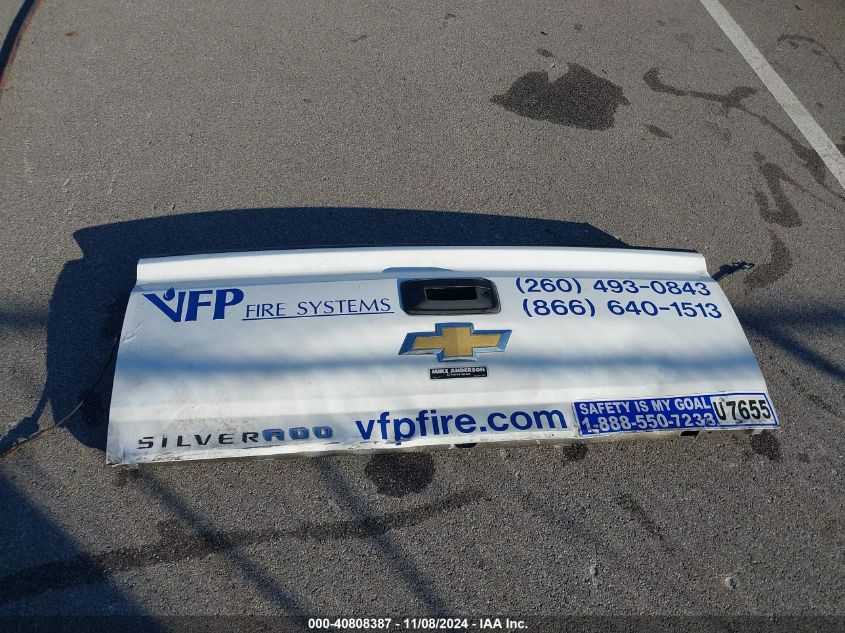 VFP FIRE SYSTEMS
(260) 493-0843
(866) 640-1513
MIKE ANDERSON
SILVERADO
vfpfire.com
SAFETY IS MY GOAL
1-888-550-7233
U7655
000-40808387 - 11/08/2024 - IAA Inc.